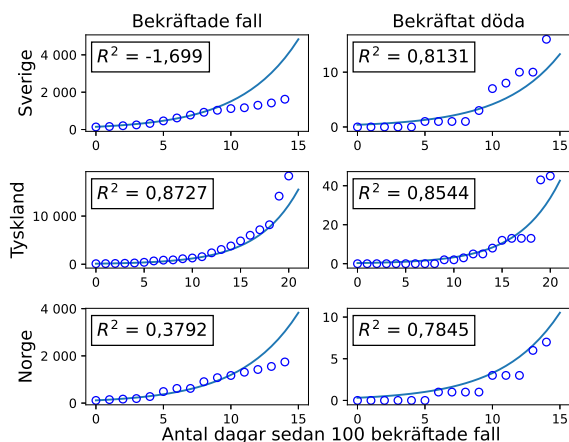 Bekräftade fall
Bekräftat döda
Sverige
4 000
2 000
0
R² = -1,699
0 5 10 15
10
0
R² = 0,8131
0 5 10 15
Tyskland
10 000
0
R² = 0,8727
0 5 10 15 20
40
20
0
R² = 0,8544
0 5 10 15 20
Norge
4 000
2 000
0
R² = 0,3792
0 5 10 15
10
5
0
R² = 0,7845
0 5 10 15
Antal dagar sedan 100 bekräftade fall